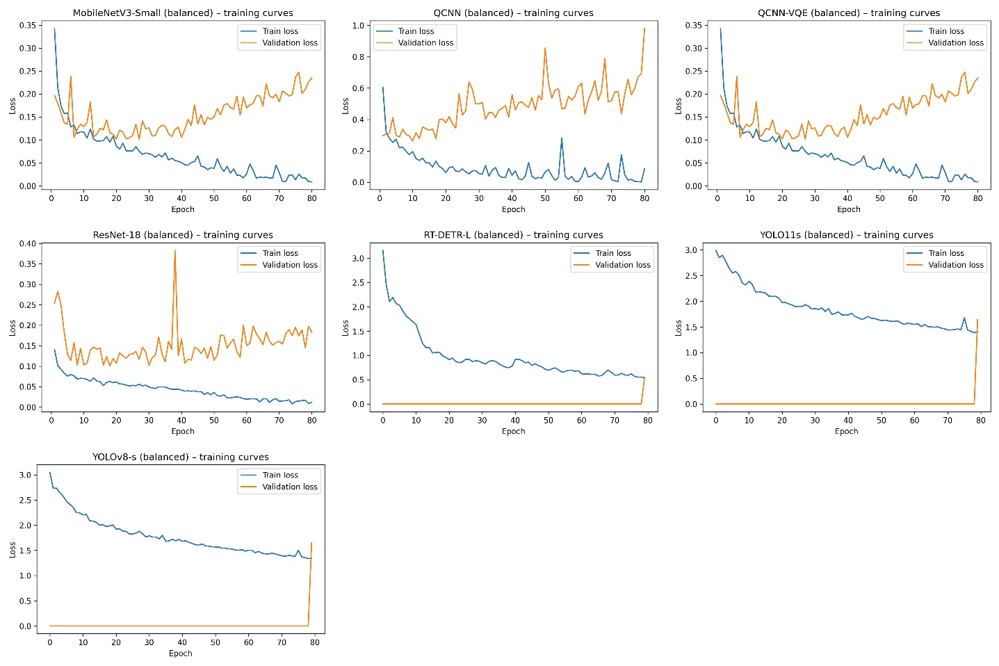 MobileNetV3-Small (balanced) – training curves
Loss
0.35
0.30
0.25
0.20
0.15
0.10
0.05
0.00
Train loss
Validation loss
0 10 20 30 40 50 60 70 80
Epoch
QCNN (balanced) – training curves
Loss
1.0
0.8
0.6
0.4
0.2
0.0
Train loss
Validation loss
0 10 20 30 40 50 60 70 80
Epoch
QCNN-VQE (balanced) – training curves
Loss
0.35
0.30
0.25
0.20
0.15
0.10
0.05
0.00
Train loss
Validation loss
0 10 20 30 40 50 60 70 80
Epoch
ResNet-18 (balanced) – training curves
Loss
0.40
0.35
0.30
0.25
0.20
0.15
0.10
0.05
0.00
Train loss
Validation loss
0 10 20 30 40 50 60 70 80
Epoch
RT-DETR-L (balanced) – training curves
Loss
3.0
2.5
2.0
1.5
1.0
0.5
0.0
Train loss
Validation loss
0 10 20 30 40 50 60 70 80
Epoch
YOLO11s (balanced) – training curves
Loss
3.0
2.5
2.0
1.5
1.0
0.5
0.0
Train loss
Validation loss
0 10 20 30 40 50 60 70 80
Epoch
YOLOv8-s (balanced) – training curves
Loss
3.0
2.5
2.0
1.5
1.0
0.5
0.0
Train loss
Validation loss
0 10 20 30 40 50 60 70 80
Epoch